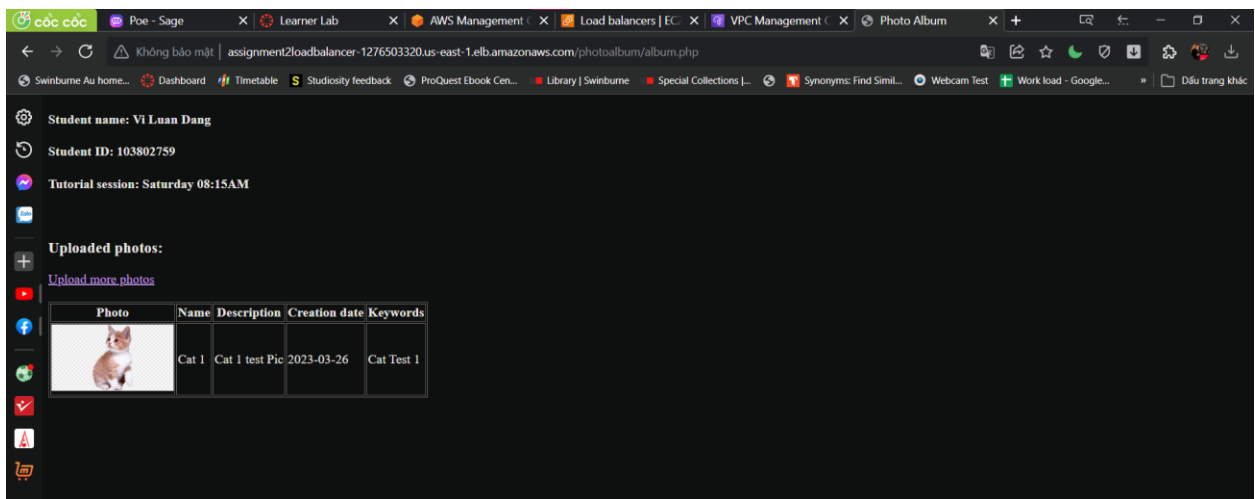 cốc cốc
Poe - Sage
Learner Lab
AWS Management
Load balancers | EC
VPC Management
Photo Album
Không bảo mật
assignment2loadbalancer-1276503320.us-east-1.elb.amazonaws.com/photoalbum/album.php
Swinburne Au home... Dashboard TImetable S Studiosity feedback ProQuest Ebook Cen... Library | Swinburne Special Collections |... Synonyms: Find Simil... Webcam Test Work load - Google... » Dấu trang khác
Student name: Vi Luan Dang
Student ID: 103802759
Tutorial session: Saturday 08:15AM
Uploaded photos:
Upload more photos
Photo Name Description Creation date Keywords
Cat 1 Cat 1 test Pic 2023-03-26 Cat Test 1
Zalo